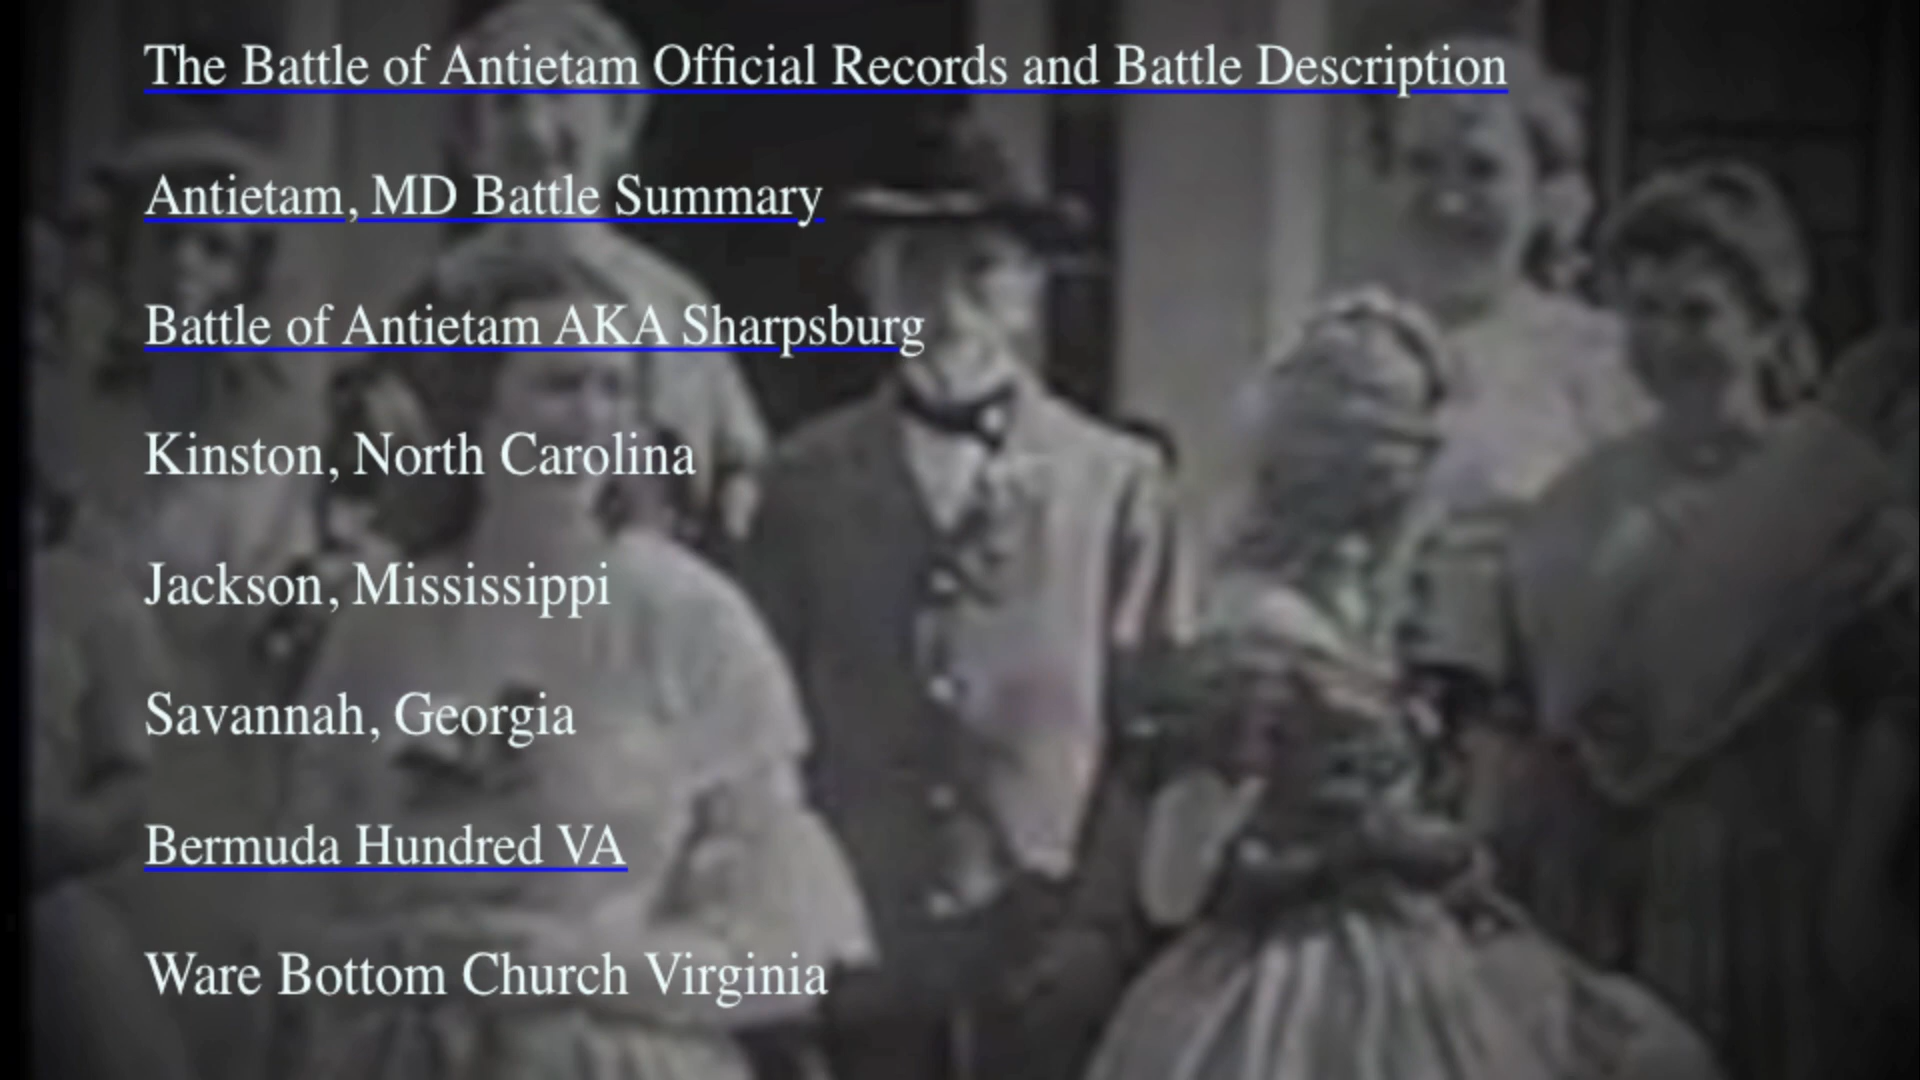 The Battle of Antietam Official Records and Battle Description
Antietam, MD Battle Summary
Battle of Antietam AKA Sharpsburg
Kinston, North Carolina
Jackson, Mississippi
Savannah, Georgia
Bermuda Hundred VA
Ware Bottom Church Virginia